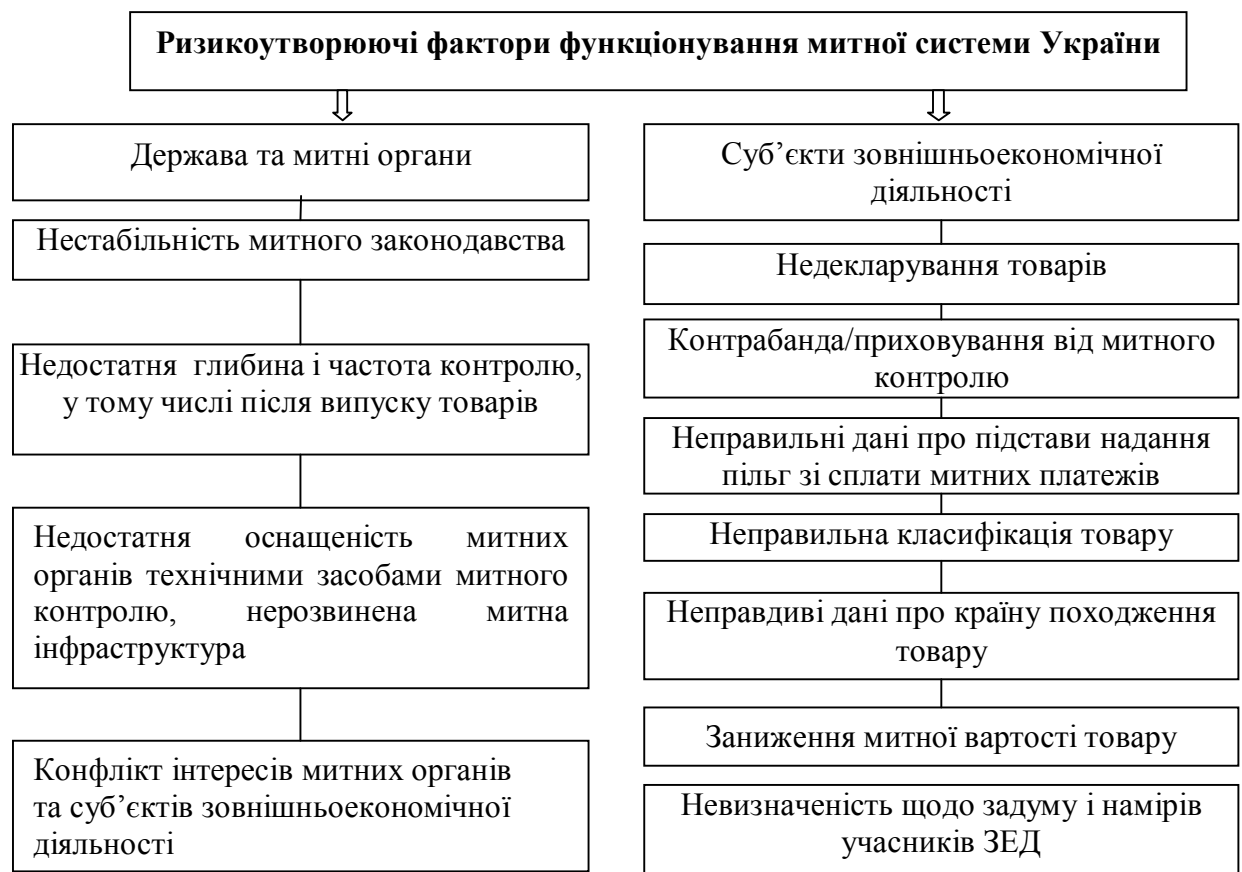 Ризикоутворюючі фактори функціонування митної системи України
Держава та митні органи
Нестабільність митного законодавства
Недостатня глибина і частота контролю,
у тому числі після випуску товарів
Недостатня оснащеність митних
органів технічними засобами митного
контролю, нерозвинена митна
інфраструктура
Конфлікт інтересів митних органів
та суб’єктів зовнішньоекономічної
діяльності
Суб’єкти зовнішньоекономічної
діяльності
Недекларування товарів
Контрабанда/приховування від митного
контролю
Неправильні дані про підстави надання
пільг зі сплати митних платежів
Неправильна класифікація товару
Неправдиві дані про країну походження
товару
Заниження митної вартості товару
Невизначеність щодо задуму і намірів
учасників ЗЕД